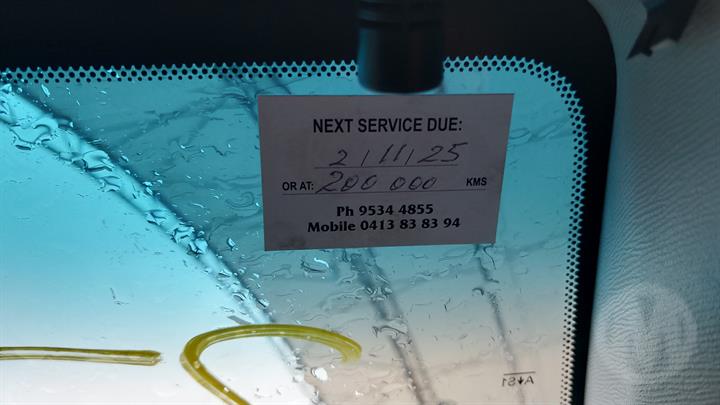 NEXT SERVICE DUE:
2/11/25
OR AT: 200 000 KMS
Ph 9534 4855
Mobile 0413 83 83 94